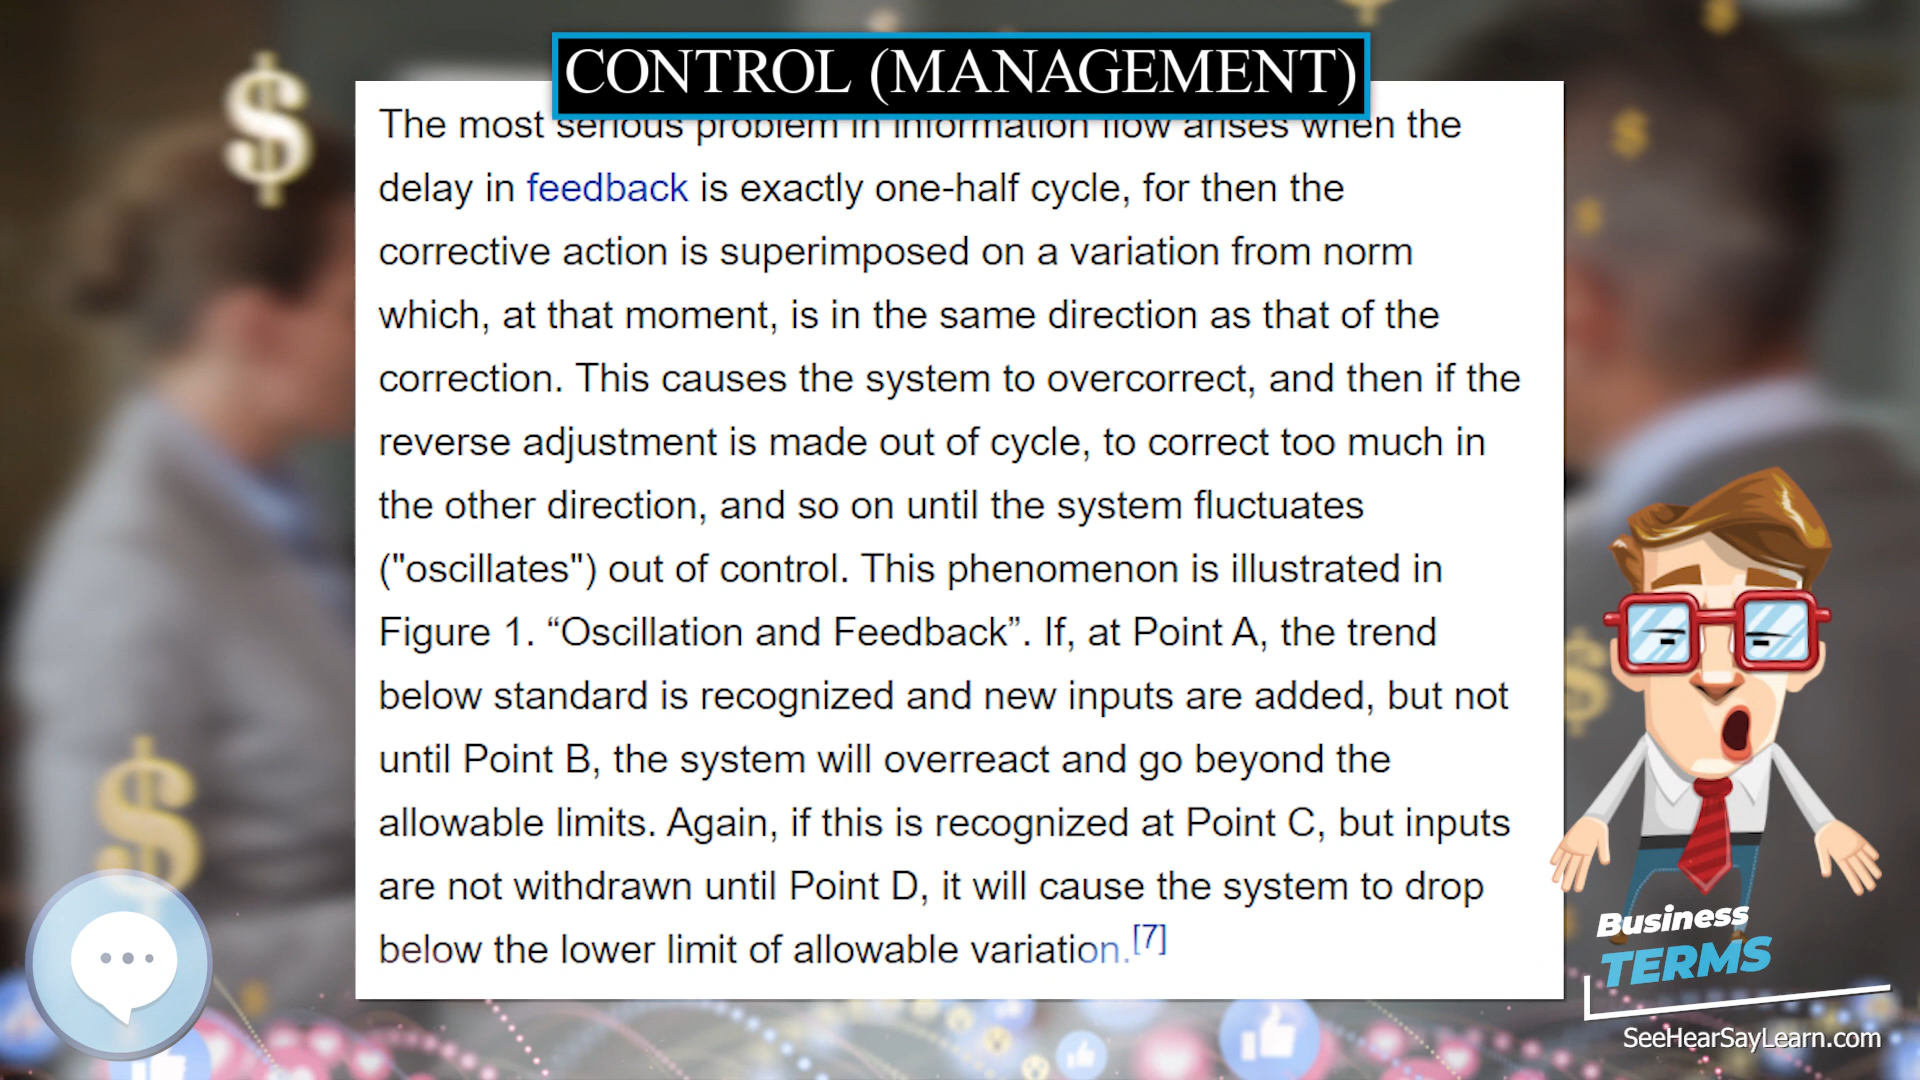 CONTROL (MANAGEMENT)
The most serious problem in information flow arises when the
delay in feedback is exactly one-half cycle, for then the
corrective action is superimposed on a variation from norm
which, at that moment, is in the same direction as that of the
correction. This causes the system to overcorrect, and then if the
reverse adjustment is made out of cycle, to correct too much in
the other direction, and so on until the system fluctuates
("oscillates") out of control. This phenomenon is illustrated in
Figure 1. “Oscillation and Feedback”. If, at Point A, the trend
below standard is recognized and new inputs are added, but not
until Point B, the system will overreact and go beyond the
allowable limits. Again, if this is recognized at Point C, but inputs
are not withdrawn until Point D, it will cause the system to drop
below the lower limit of allowable variation.[7]
Business
TERMS
SeeHearSayLearn.com